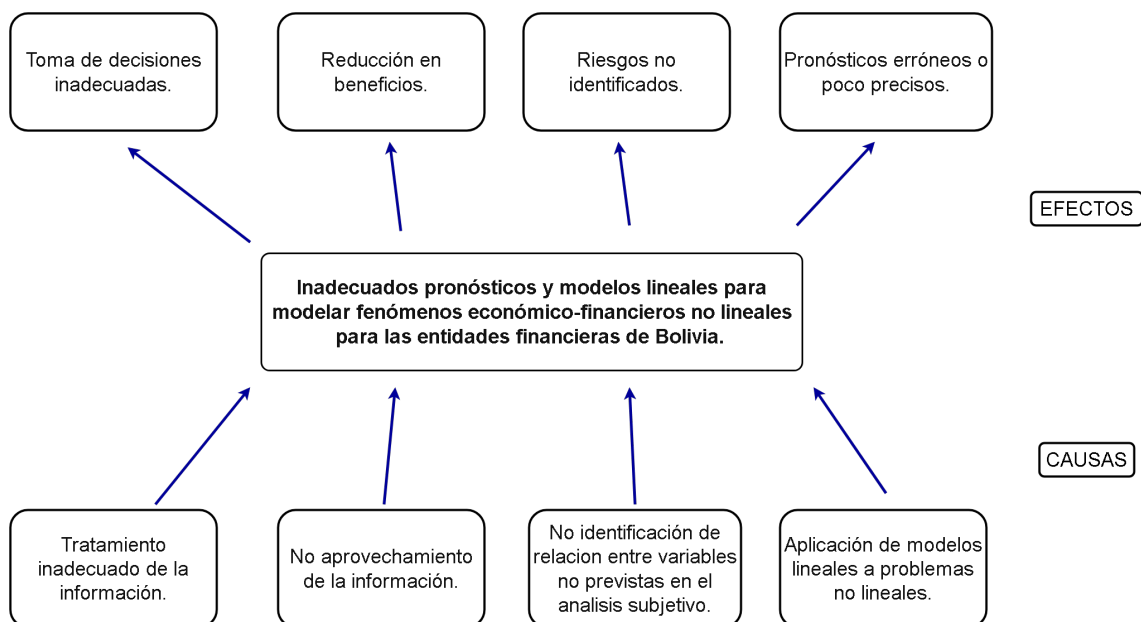 Toma de decisiones
inadecuadas.
Reducción en
beneficios.
Riesgos no
identificados.
Pronósticos erróneos o
poco precisos.
EFECTOS
Inadecuados pronósticos y modelos lineales para
modelar fenómenos económico-financieros no lineales
para las entidades financieras de Bolivia.
CAUSAS
Tratamiento
inadecuado de la
información.
No aprovechamiento
de la información.
No identificación de
relacion entre variables
no previstas en el
analisis subjetivo.
Aplicación de modelos
lineales a problemas
no lineales.